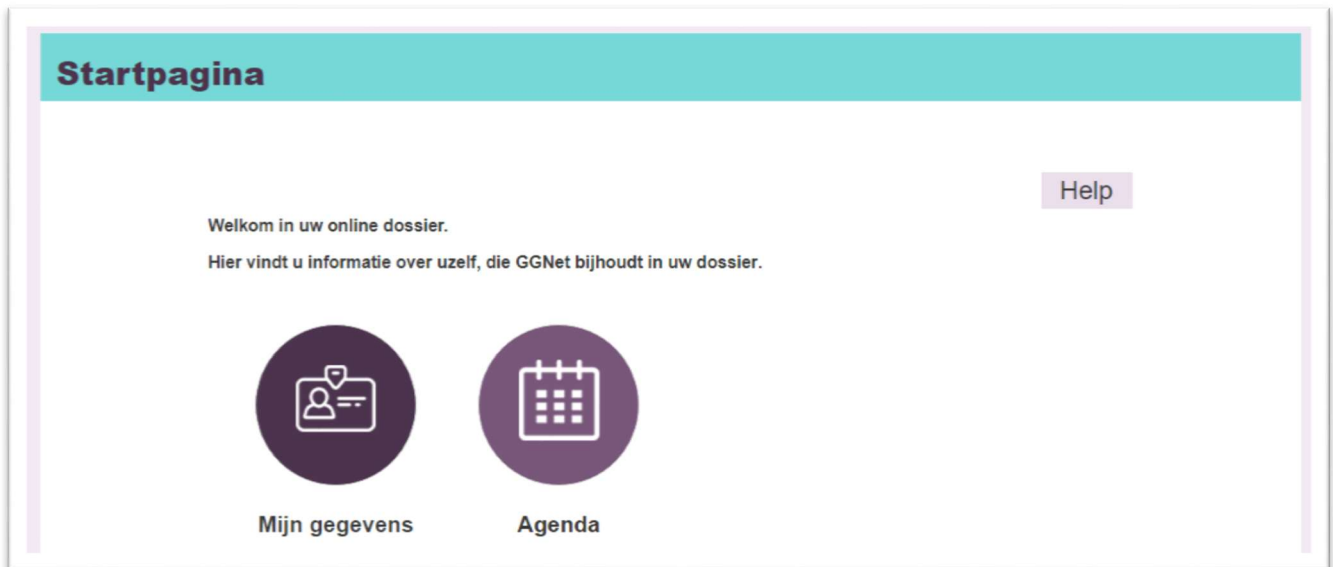 Startpagina
Help
Welkom in uw online dossier.
Hier vindt u informatie over uzelf, die GGNet bijhoudt in uw dossier.
Mijn gegevens
Agenda